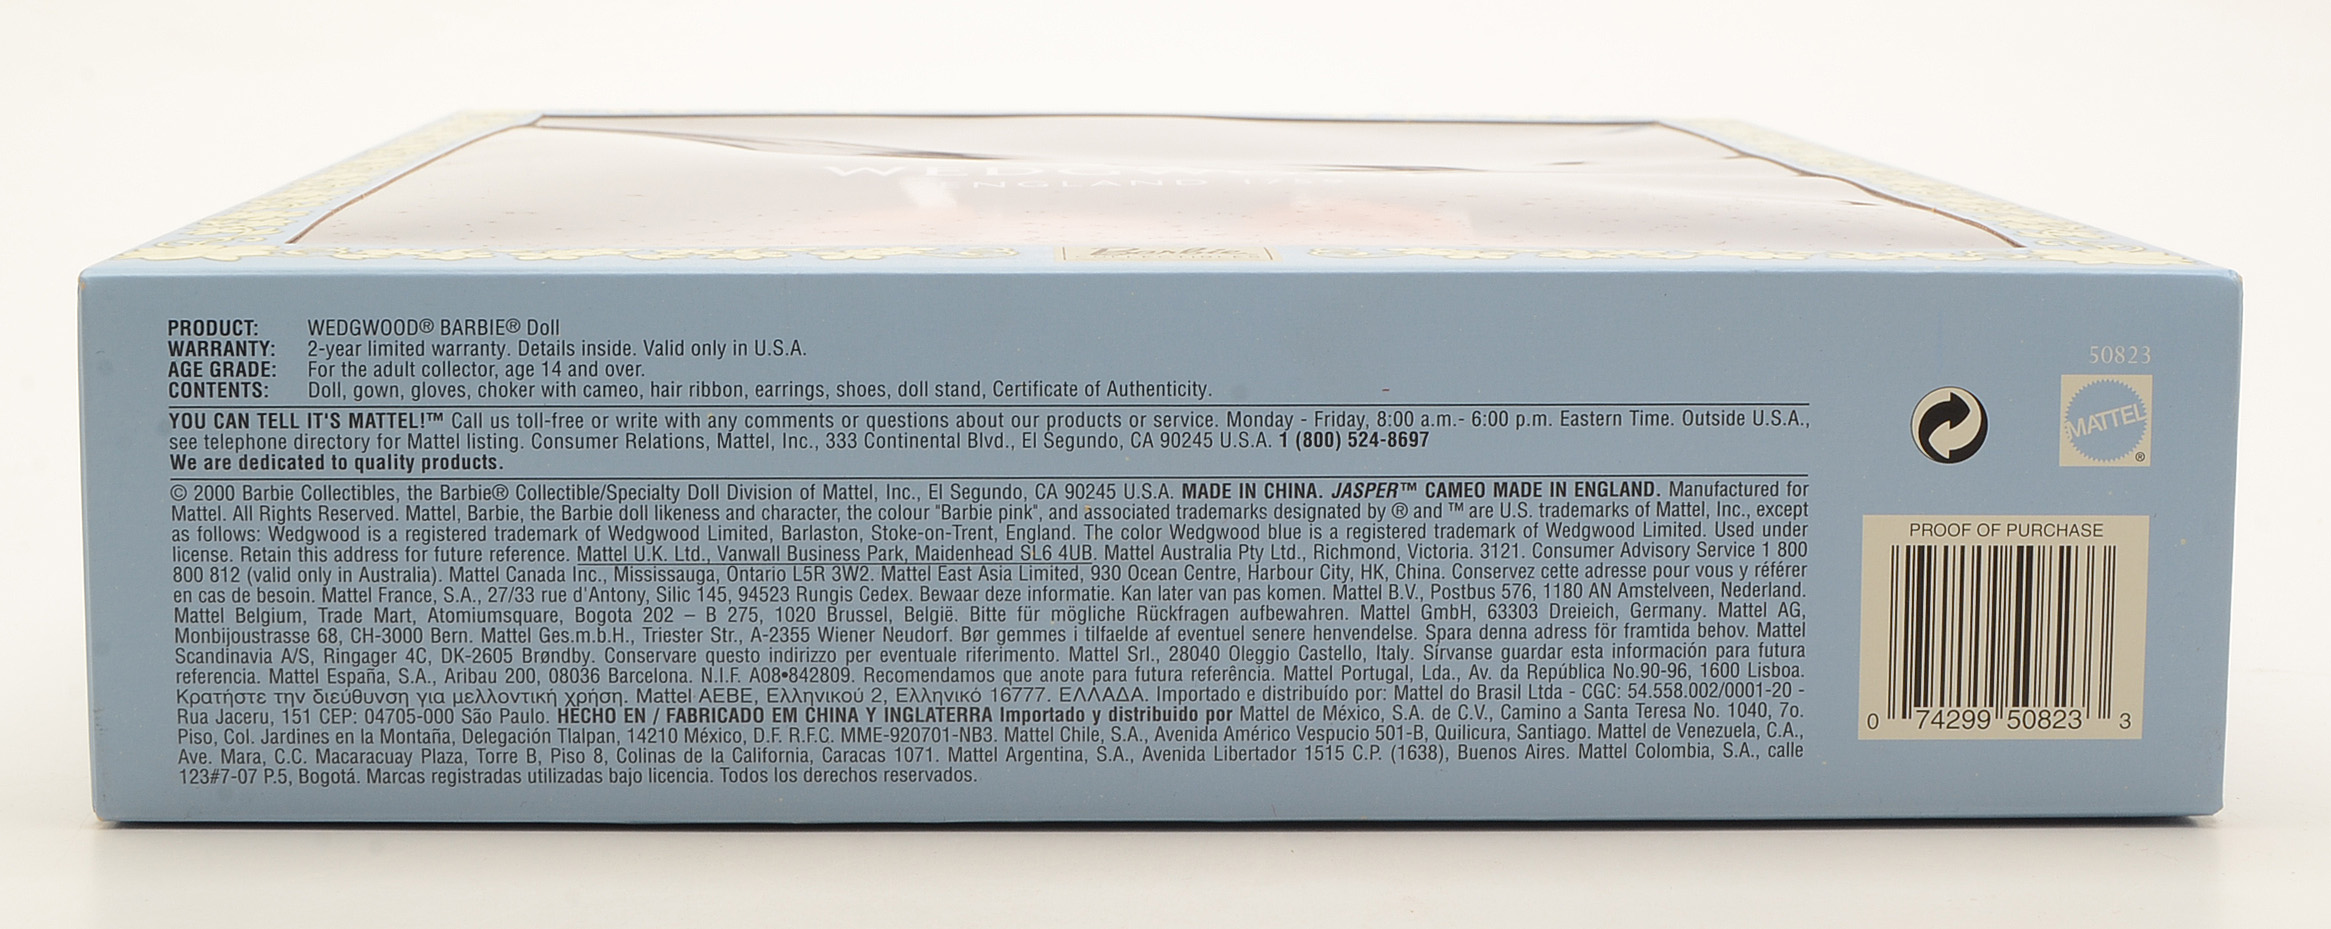 ENGLAND 1759
Barbie
PRODUCT: WEDGWOOD® BARBIE® Doll
WARRANTY: 2-year limited warranty. Details inside. Valid only in U.S.A.
AGE GRADE: For the adult collector, age 14 and over.
CONTENTS: Doll, gown, gloves, choker with cameo, hair ribbon, earrings, shoes, doll stand, Certificate of Authenticity.
YOU CAN TELL IT'S MATTEL!™ Call us toll-free or write with any comments or questions about our products or service. Monday - Friday, 8:00 a.m.- 6:00 p.m. Eastern Time. Outside U.S.A.,
see telephone directory for Mattel listing. Consumer Relations, Mattel, Inc., 333 Continental Blvd., El Segundo, CA 90245 U.S.A. 1 (800) 524-8697
We are dedicated to quality products.
© 2000 Barbie Collectibles, the Barbie® Collectible/Specialty Doll Division of Mattel, Inc., El Segundo, CA 90245 U.S.A. MADE IN CHINA. JASPER™ CAMEO MADE IN ENGLAND. Manufactured for
Mattel. All Rights Reserved. Mattel, Barbie, the Barbie doll likeness and character, the colour "Barbie pink", and associated trademarks designated by ® and ™ are U.S. trademarks of Mattel, Inc., except
as follows: Wedgwood is a registered trademark of Wedgwood Limited, Barlaston, Stoke-on-Trent, England. The color Wedgwood blue is a registered trademark of Wedgwood Limited. Used under
license. Retain this address for future reference. Mattel U.K. Ltd., Vanwall Business Park, Maidenhead SL6 4UB. Mattel Australia Pty Ltd., Richmond, Victoria. 3121. Consumer Advisory Service 1 800
800 812 (valid only in Australia). Mattel Canada Inc., Mississauga, Ontario L5R 3W2. Mattel East Asia Limited, 930 Ocean Centre, Harbour City, HK, China. Conservez cette adresse pour vous y référer
en cas de besoin. Mattel France, S.A., 27/33 rue d'Antony, Silic 145, 94523 Rungis Cedex. Bewaar deze informatie. Kan later van pas komen. Mattel B.V., Postbus 576, 1180 AN Amstelveen, Nederland.
Mattel Belgium, Trade Mart, Atomiumsquare, Bogota 202 – B 275, 1020 Brussel, België. Bitte für mögliche Rückfragen aufbewahren. Mattel GmbH, 63303 Dreieich, Germany. Mattel AG,
Monbijoustrasse 68, CH-3000 Bern. Mattel Ges.m.b.H., Triester Str., A-2355 Wiener Neudorf. Bør gemmes i tilfaelde af eventuel senere henvendelse. Spara denna adress för framtida behov. Mattel
Scandinavia A/S, Ringager 4C, DK-2605 Brøndby. Conservare questo indirizzo per eventuale riferimento. Mattel Srl., 28040 Oleggio Castello, Italy. Sírvanse guardar esta información para futura
referencia. Mattel España, S.A., Aribau 200, 08036 Barcelona. N.I.F. A08•842809. Recomendamos que anote para futura referência. Mattel Portugal, Lda., Av. da República No.90-96, 1600 Lisboa.
Κρατήστε την διεύθυνση για μελλοντική χρήση. Mattel ΑΕΒΕ, Ελληνικού 2, Ελληνικό 16777. ΕΛΛΑΔΑ. Importado e distribuído por: Mattel do Brasil Ltda - CGC: 54.558.002/0001-20 -
Rua Jaceru, 151 CEP: 04705-000 São Paulo. HECHO EN / FABRICADO EM CHINA Y INGLATERRA Importado y distribuido por Mattel de México, S.A. de C.V., Camino a Santa Teresa No. 1040, 7o.
Piso, Col. Jardines en la Montaña, Delegación Tlalpan, 14210 México, D.F. R.F.C. MME-920701-NB3. Mattel Chile, S.A., Avenida Américo Vespucio 501-B, Quilicura, Santiago. Mattel de Venezuela, C.A.,
Ave. Mara, C.C. Macaracuay Plaza, Torre B, Piso 8, Colinas de la California, Caracas 1071. Mattel Argentina, S.A., Avenida Libertador 1515 C.P. (1638), Buenos Aires. Mattel Colombia, S.A., calle
123#7-07 P.5, Bogotá. Marcas registradas utilizadas bajo licencia. Todos los derechos reservados.
50823
MATTEL ®
PROOF OF PURCHASE
0 74299 50823 3